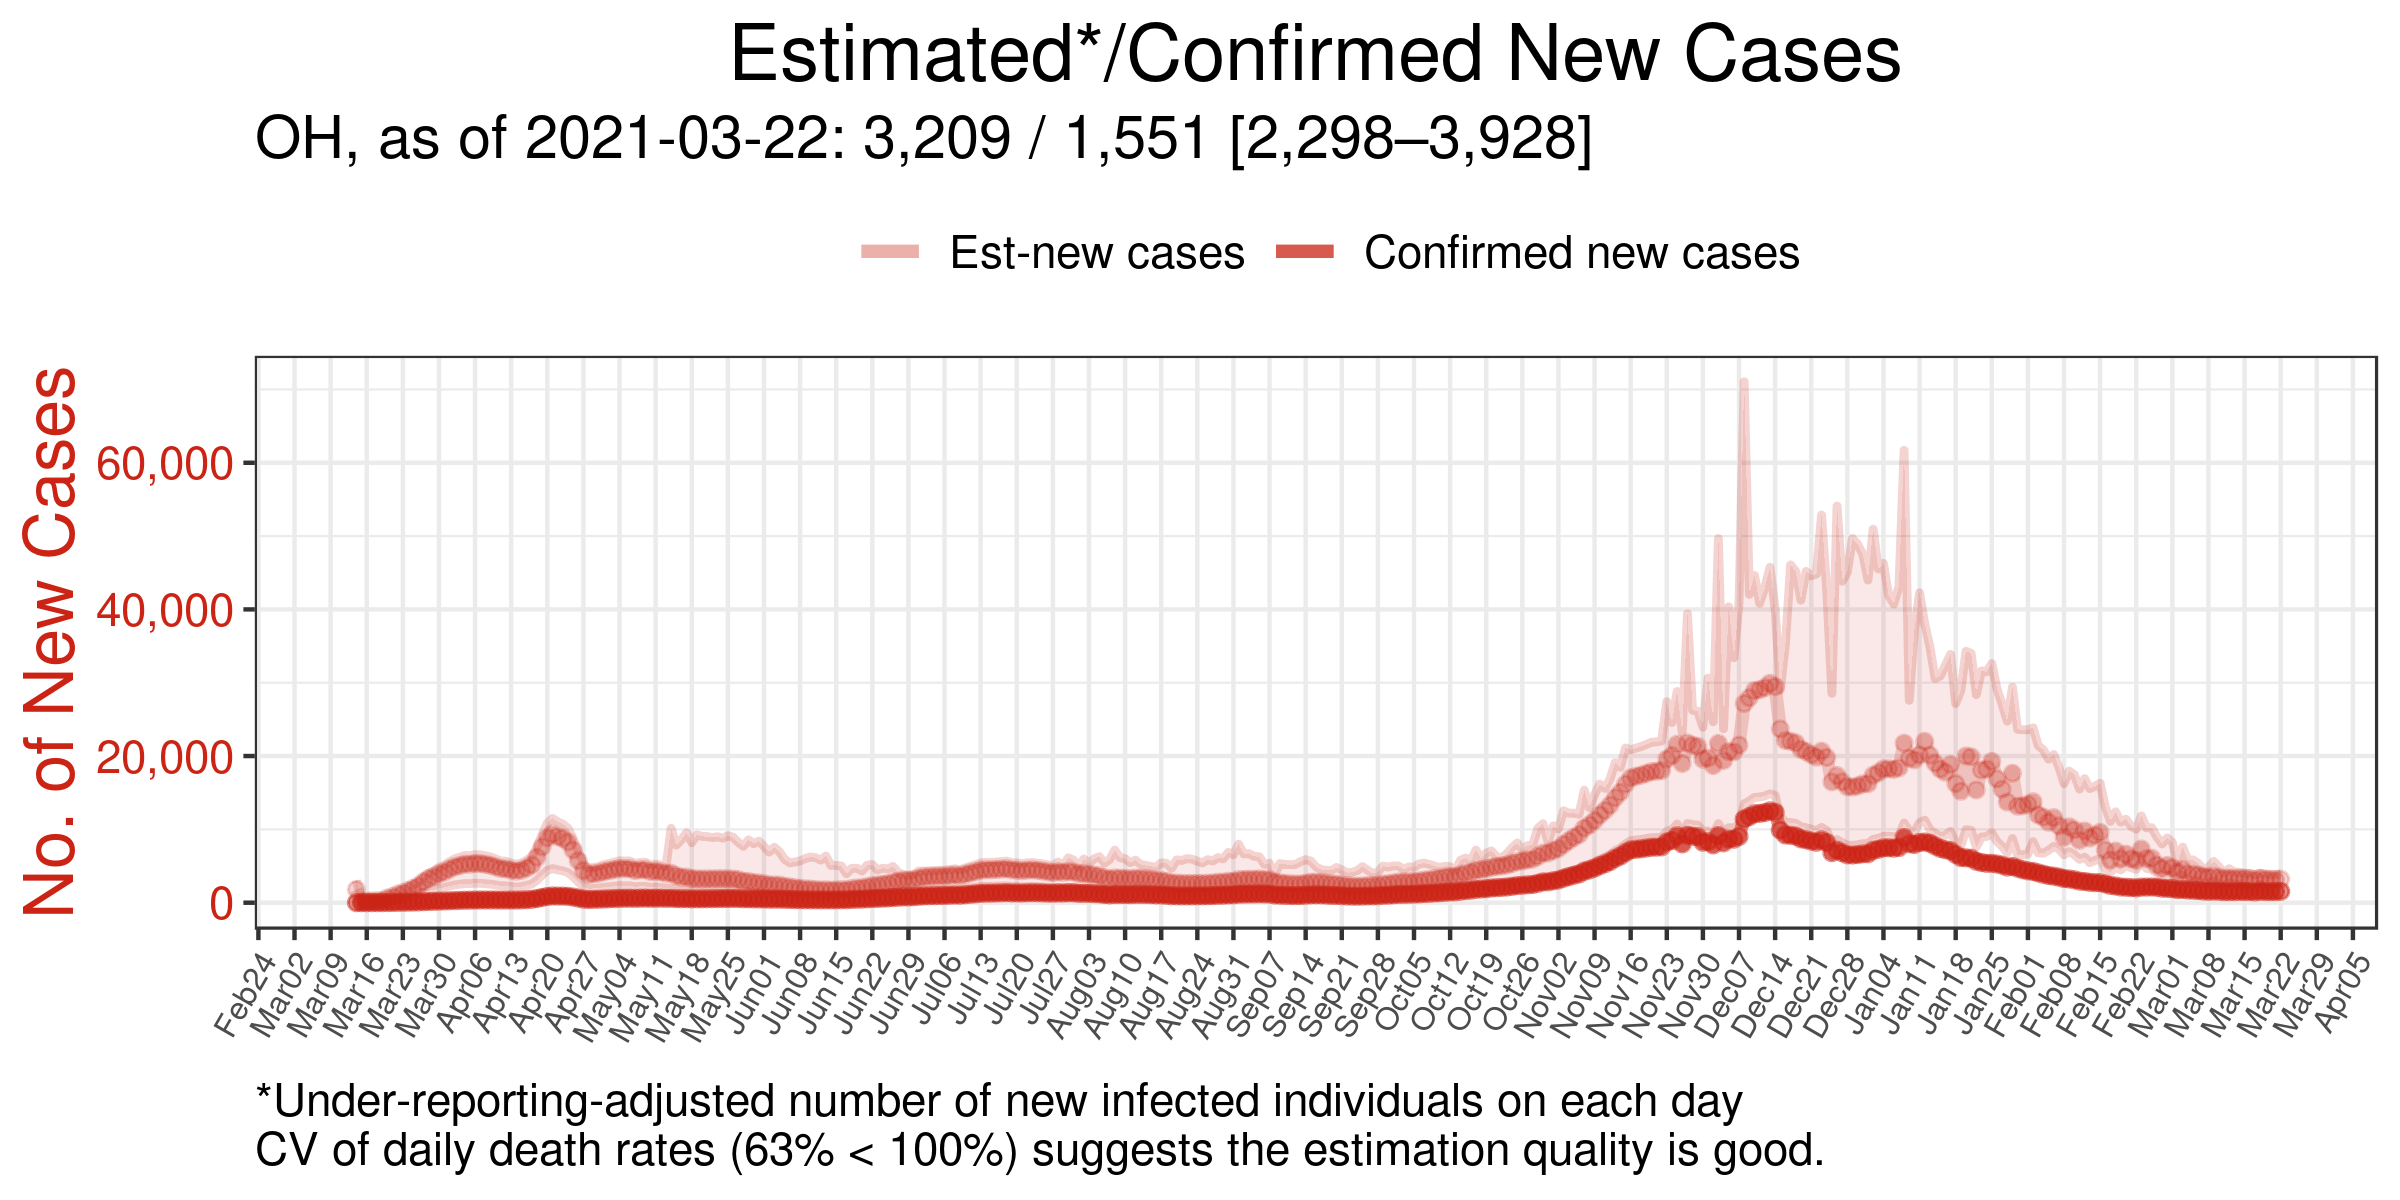 Estimated*/Confirmed New Cases
OH, as of 2021-03-22: 3,209 / 1,551 [2,298–3,928]
Est-new cases
Confirmed new cases
No. of New Cases
60,000
40,000
20,000
0
Feb24
Mar02
Mar09
Mar16
Mar23
Mar30
Apr06
Apr13
Apr20
Apr27
May04
May11
May18
May25
Jun01
Jun08
Jun15
Jun22
Jun29
Jul06
Jul13
Jul20
Jul27
Aug03
Aug10
Aug17
Aug24
Aug31
Sep07
Sep14
Sep21
Sep28
Oct05
Oct12
Oct19
Oct26
Nov02
Nov09
Nov16
Nov23
Nov30
Dec07
Dec14
Dec21
Dec28
Jan04
Jan11
Jan18
Jan25
Feb01
Feb08
Feb15
Feb22
Mar01
Mar08
Mar15
Mar22
Mar29
Apr05
*Under-reporting-adjusted number of new infected individuals on each day
CV of daily death rates (63% < 100%) suggests the estimation quality is good.